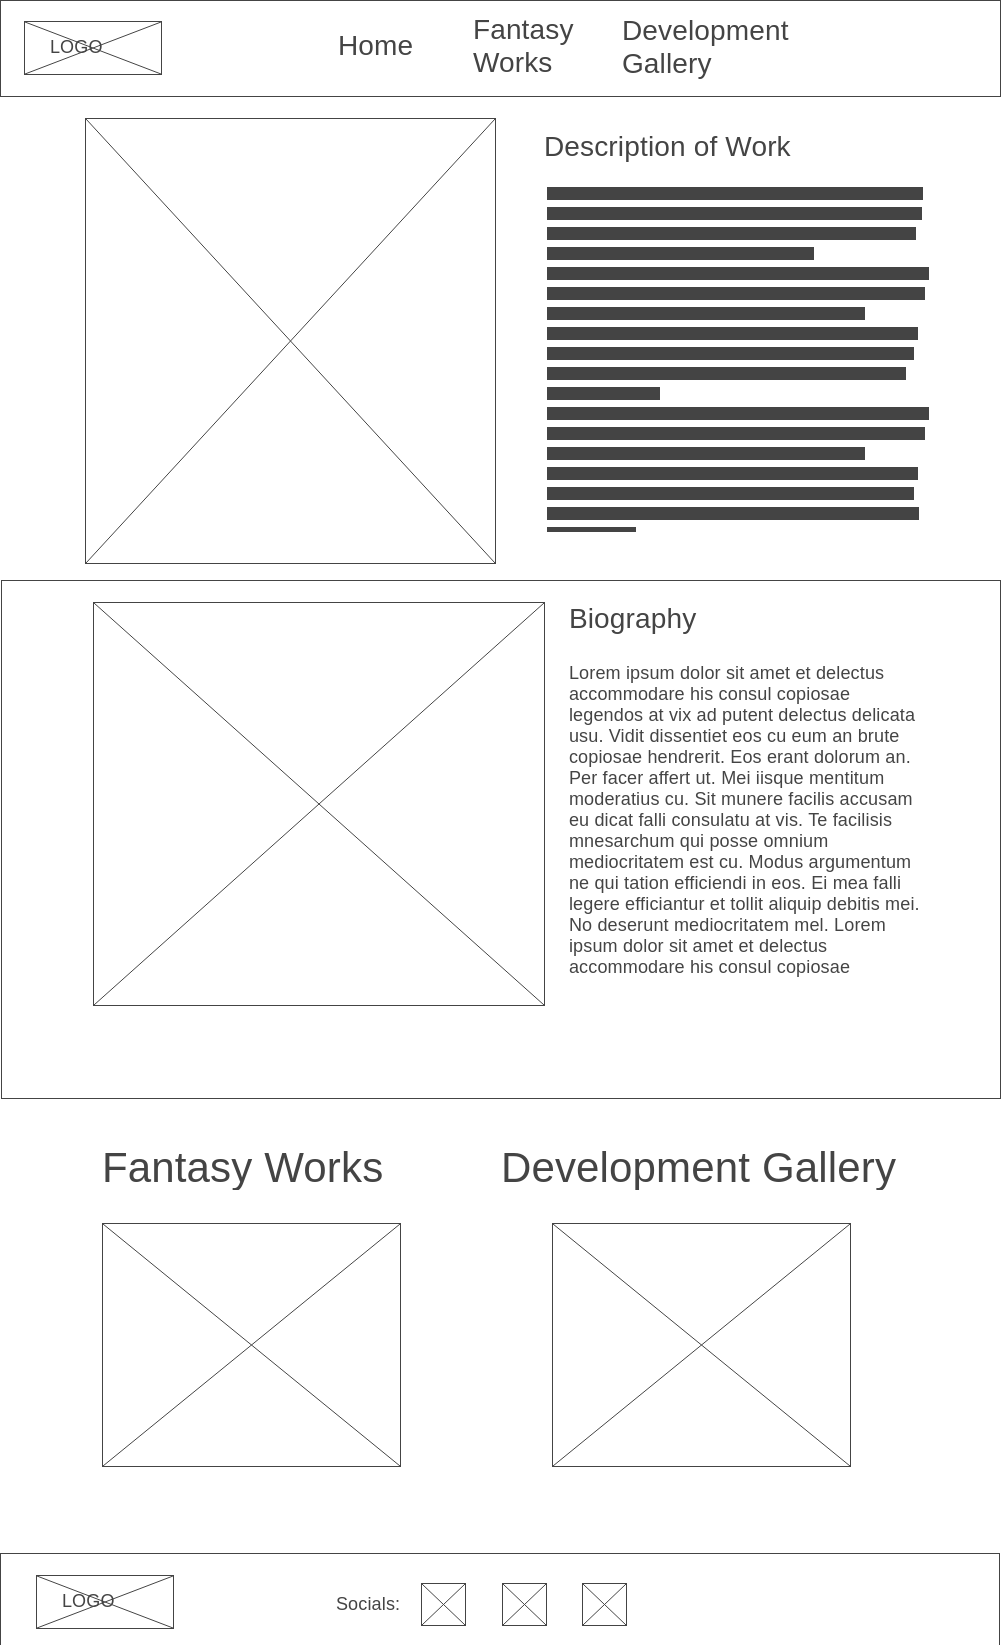 LOGO
Home
Fantasy
Works
Development
Gallery
Description of Work
Biography
Lorem ipsum dolor sit amet et delectus
accommodare his consul copiosae
legendos at vix ad putent delectus delicata
usu. Vidit dissentiet eos cu eum an brute
copiosae hendrerit. Eos erant dolorum an.
Per facer affert ut. Mei iisque mentitum
moderatius cu. Sit munere facilis accusam
eu dicat falli consulatu at vis. Te facilisis
mnesarchum qui posse omnium
mediocritatem est cu. Modus argumentum
ne qui tation efficiendi in eos. Ei mea falli
legere efficiantur et tollit aliquip debitis mei.
No deserunt mediocritatem mel. Lorem
ipsum dolor sit amet et delectus
accommodare his consul copiosae
Fantasy Works
Development Gallery
LOGO
Socials: